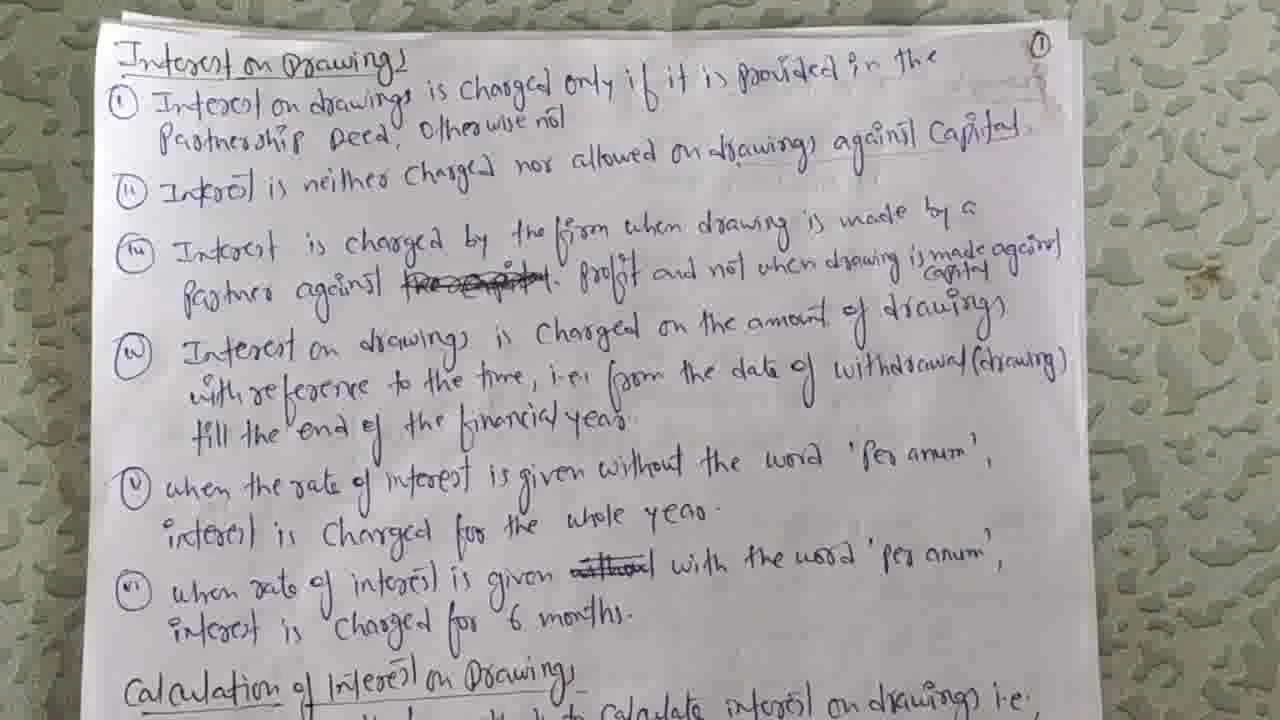 ①
Interest on Drawings
(i) Interest on drawings is charged only if it is provided in the
Partnership Deed, otherwise not
(ii) Interest is neither charged nor allowed on drawings against capital.
(iii) Interest is charged by the firm when drawing is made by a
Partner against profit and not when drawing is made against
capital
(iv) Interest on drawings is charged on the amount of drawings
with reference to the time, i.e. from the date of withdrawal (drawing)
till the end of the financial year.
(v) when the rate of interest is given without the word 'per anum',
interest is charged for the whole year.
(vi) when rate of interest is given with the word 'per anum',
interest is charged for 6 months.
Calculation of Interest on Drawings
to calculate interest on drawings i.e.